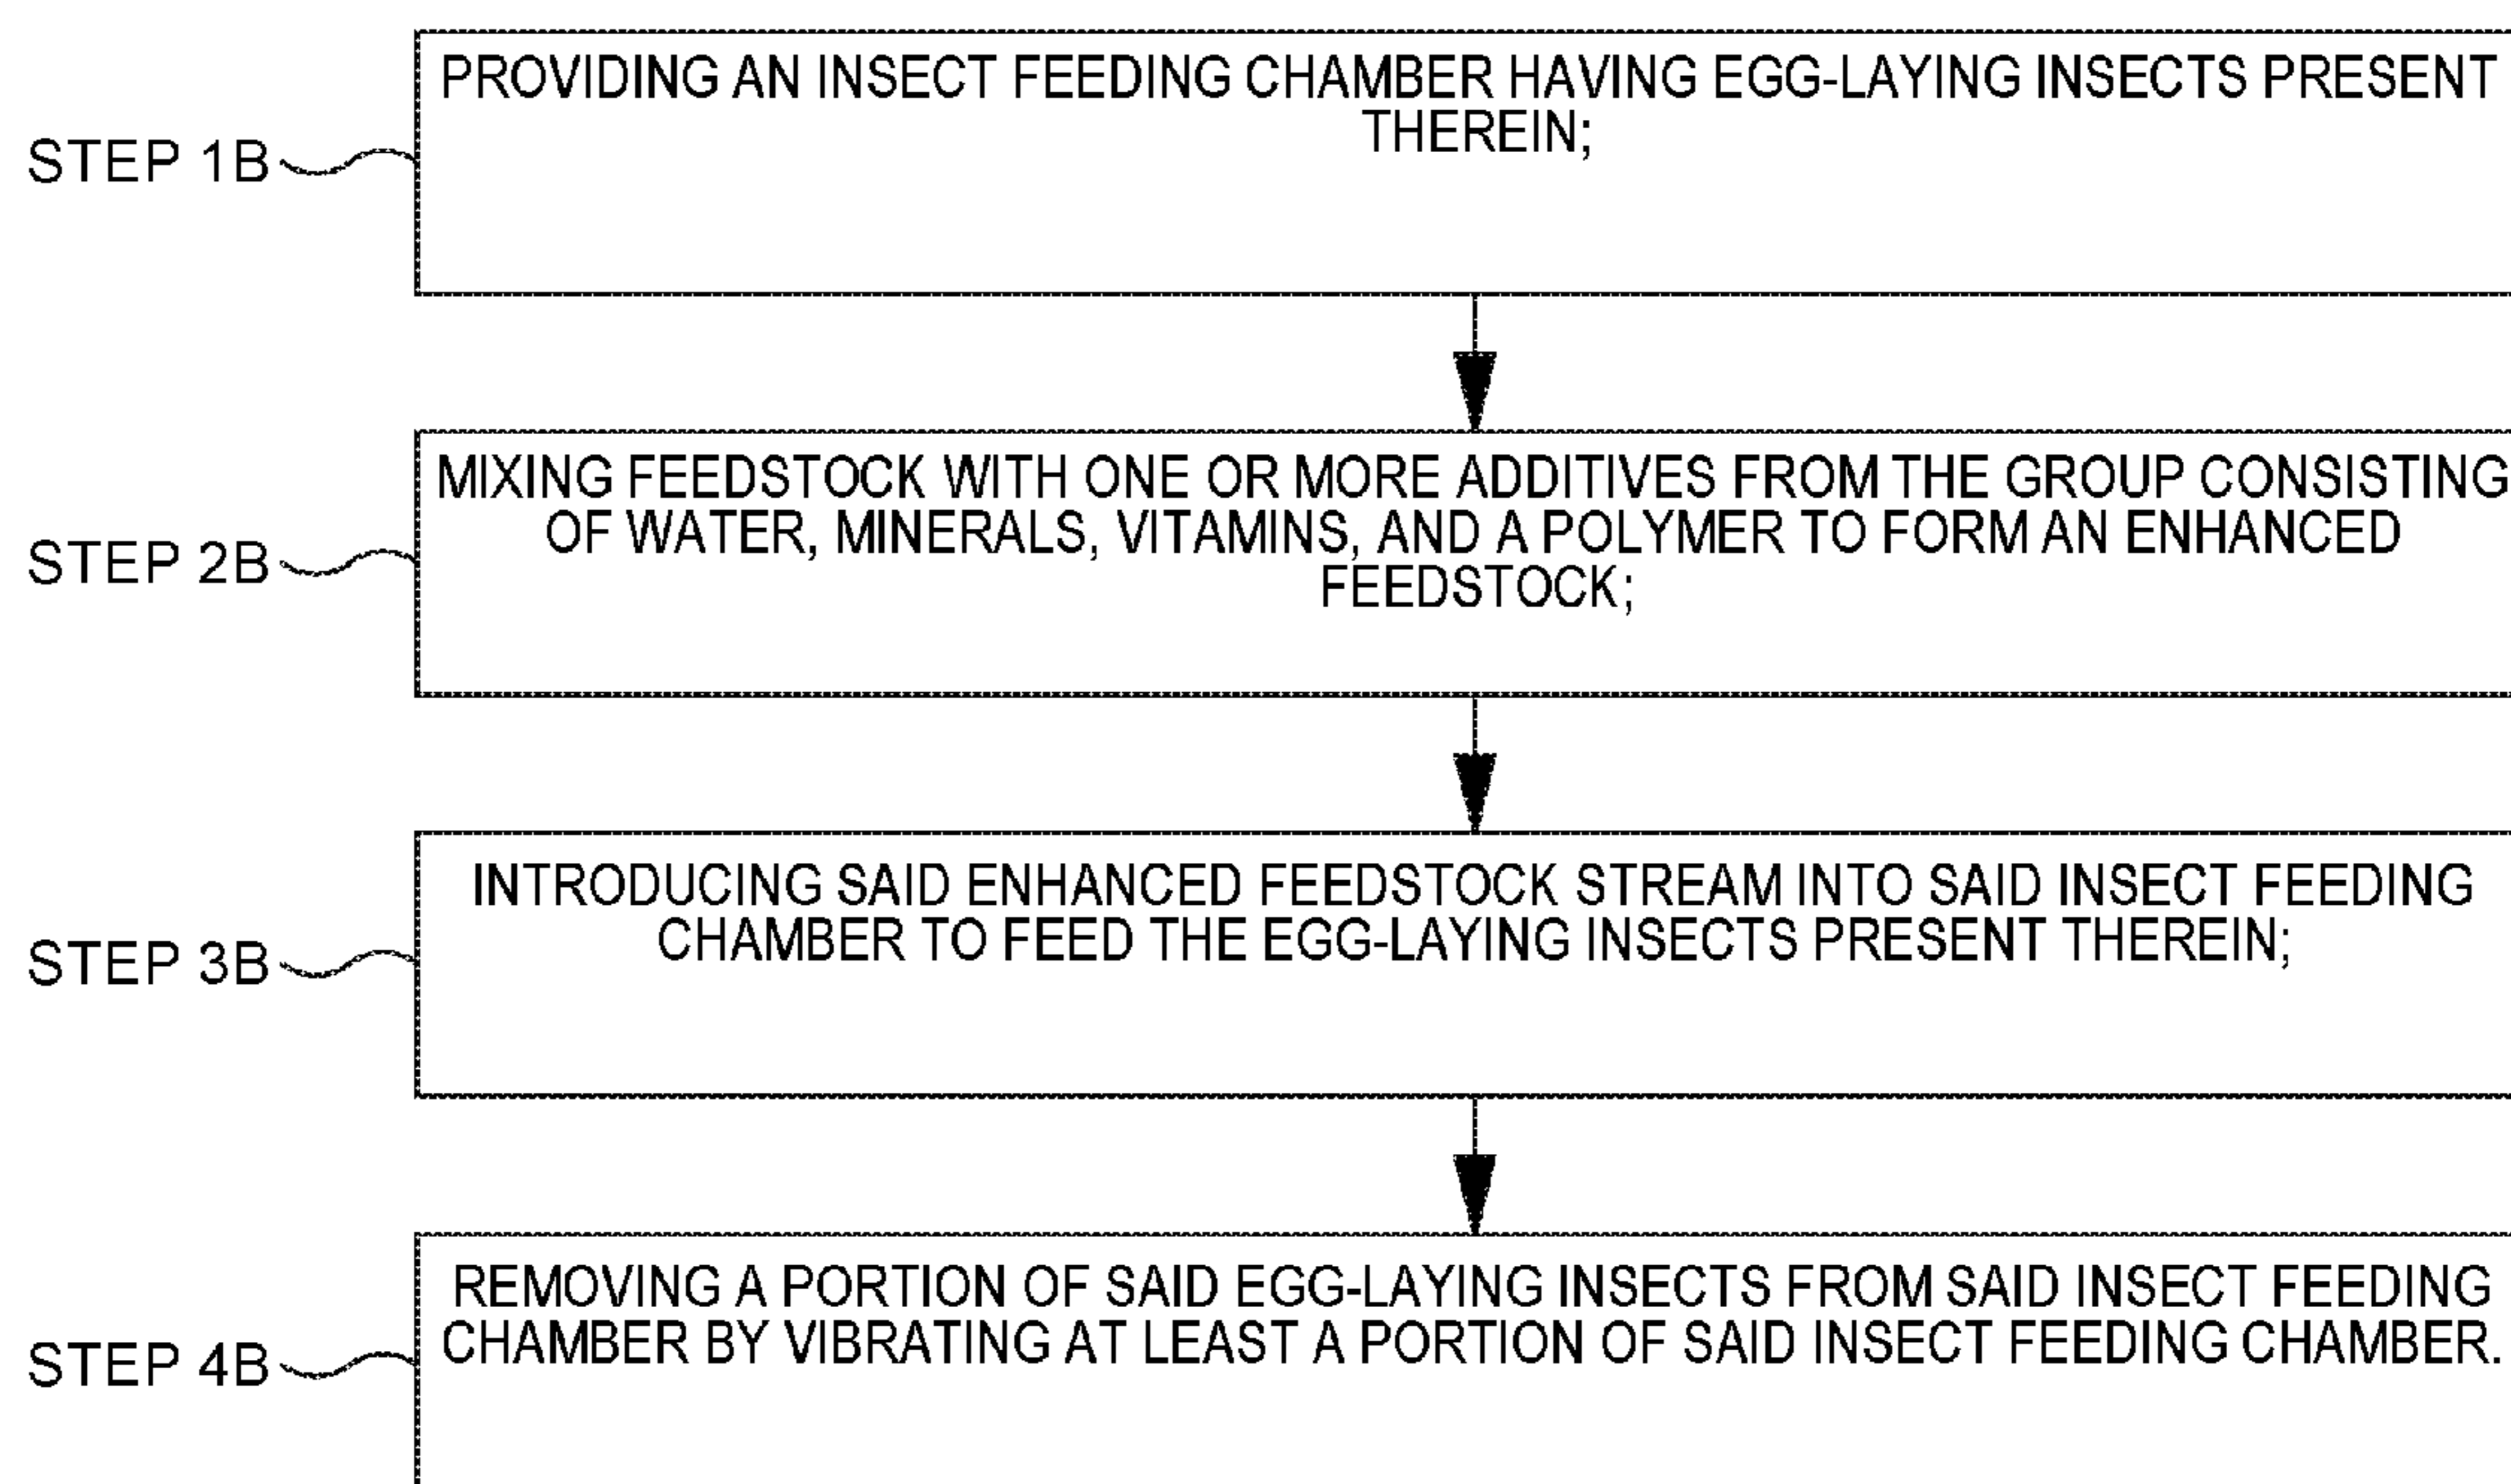 PROVIDING AN INSECT FEEDING CHAMBER HAVING EGG-LAYING INSECTS PRESENT
THEREIN;
STEP 1B
MIXING FEEDSTOCK WITH ONE OR MORE ADDITIVES FROM THE GROUP CONSISTING
OF WATER, MINERALS, VITAMINS, AND A POLYMER TO FORM AN ENHANCED
FEEDSTOCK;
STEP 2B
INTRODUCING SAID ENHANCED FEEDSTOCK STREAM INTO SAID INSECT FEEDING
CHAMBER TO FEED THE EGG-LAYING INSECTS PRESENT THEREIN;
STEP 3B
REMOVING A PORTION OF SAID EGG-LAYING INSECTS FROM SAID INSECT FEEDING
CHAMBER BY VIBRATING AT LEAST A PORTION OF SAID INSECT FEEDING CHAMBER.
STEP 4B